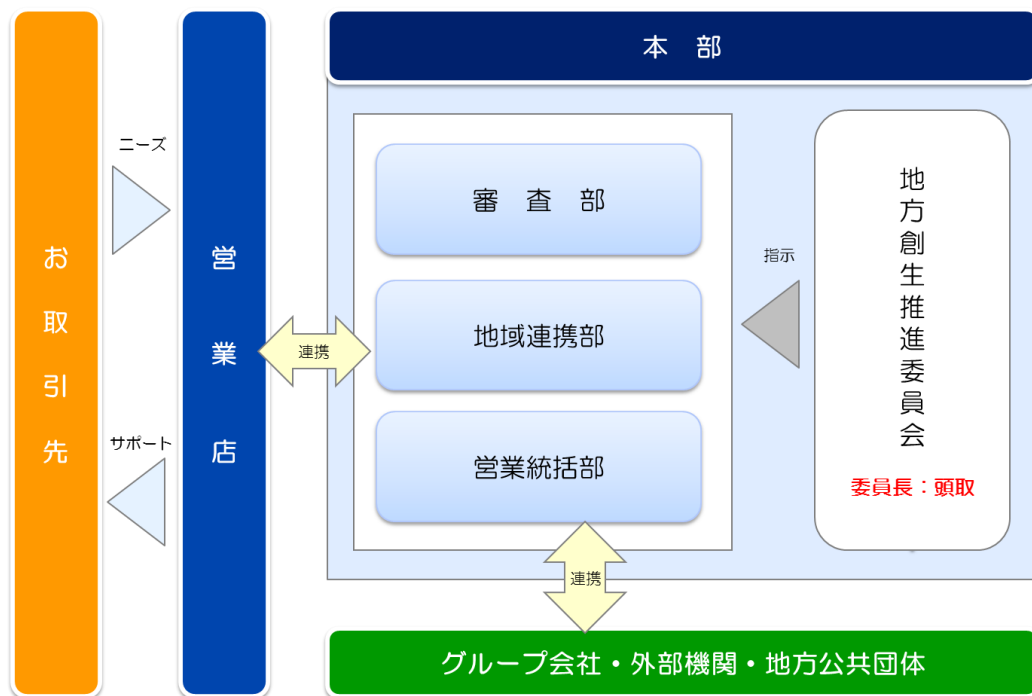 本 部
ニーズ
お取引先
営業店
審 査 部
地域連携部
営業統括部
連携
指示
地方創生推進委員会
委員長：頭取
サポート
連携
グループ会社・外部機関・地方公共団体